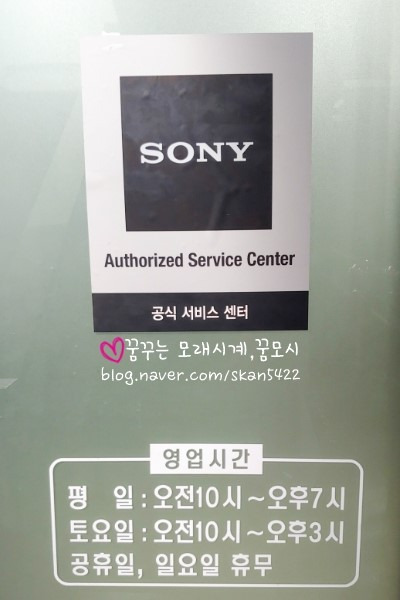 SONY
Authorized Service Center
공식 서비스 센터
꿈꾸는 모래시계,꿈모시
blog.naver.com/skan5422
영업시간
평 일 : 오전10시~오후7시
토요일 : 오전10시~오후3시
공휴일, 일요일 휴무